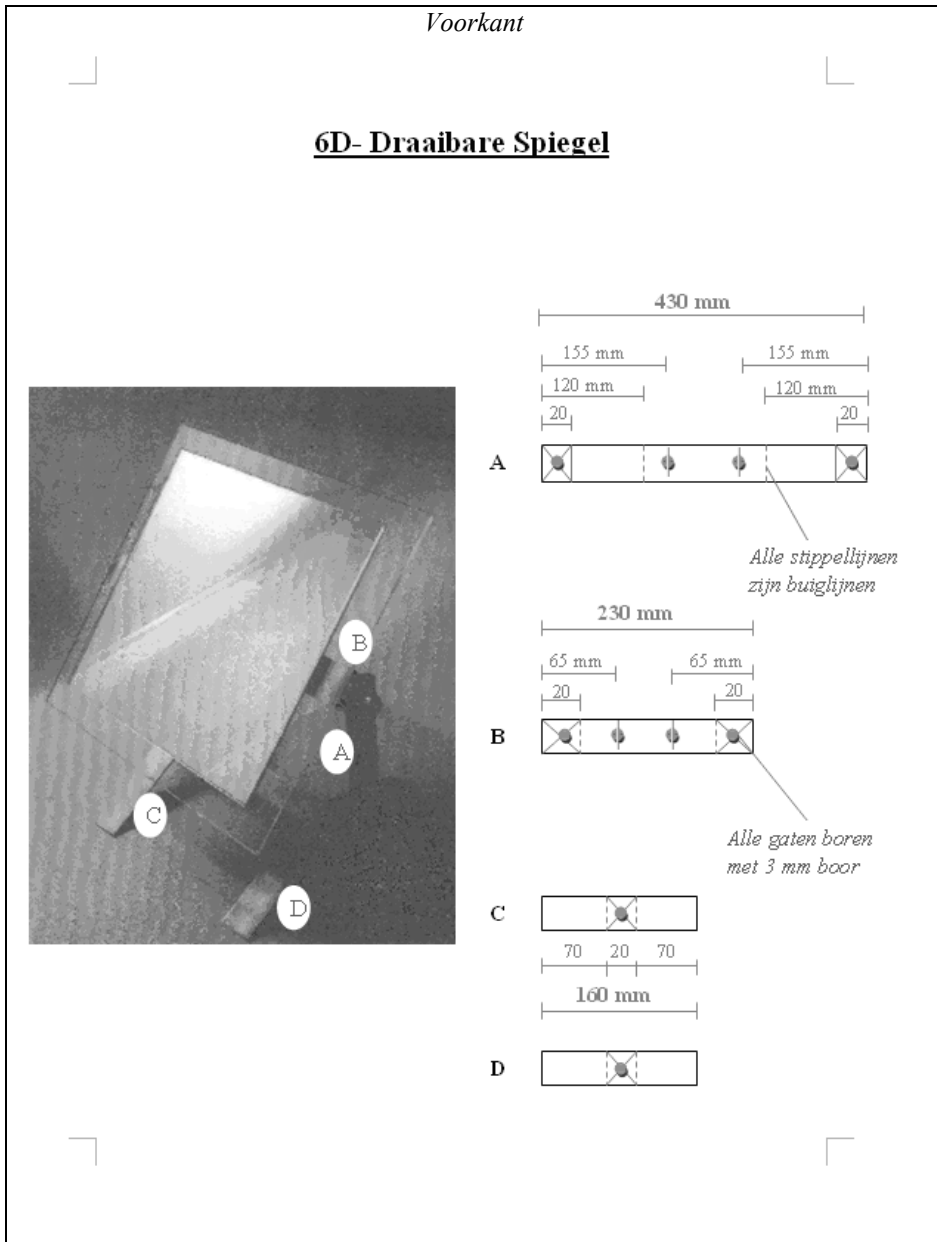 Voorkant
6D- Draaibare Spiegel
430 mm
155 mm 155 mm
120 mm 120 mm
20 20
A
Alle stippellijnen
zijn buiglijnen
230 mm
65 mm 65 mm
20 20
B
Alle gaten boren
met 3 mm boor
C
70 20 70
160 mm
D
B
A
C
D